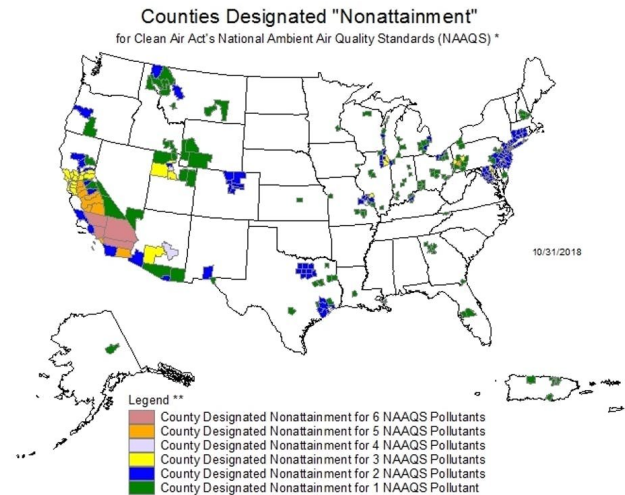 Counties Designated "Nonattainment"
for Clean Air Act's National Ambient Air Quality Standards (NAAQS) *
10/31/2018
Legend **
County Designated Nonattainment for 6 NAAQS Pollutants
County Designated Nonattainment for 5 NAAQS Pollutants
County Designated Nonattainment for 4 NAAQS Pollutants
County Designated Nonattainment for 3 NAAQS Pollutants
County Designated Nonattainment for 2 NAAQS Pollutants
County Designated Nonattainment for 1 NAAQS Pollutant